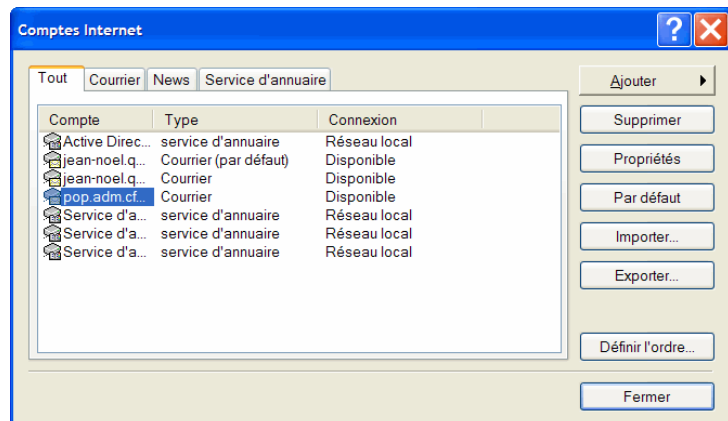 Comptes Internet
Tout Courrier News Service d'annuaire
Compte Type Connexion
Active Direc... service d'annuaire Réseau local
jean-noel.q... Courrier (par défaut) Disponible
jean-noel.q... Courrier Disponible
pop.adm.cf... Courrier Disponible
Service d'a... service d'annuaire Réseau local
Service d'a... service d'annuaire Réseau local
Service d'a... service d'annuaire Réseau local
Ajouter
Supprimer
Propriétés
Par défaut
Importer...
Exporter...
Définir l'ordre...
Fermer